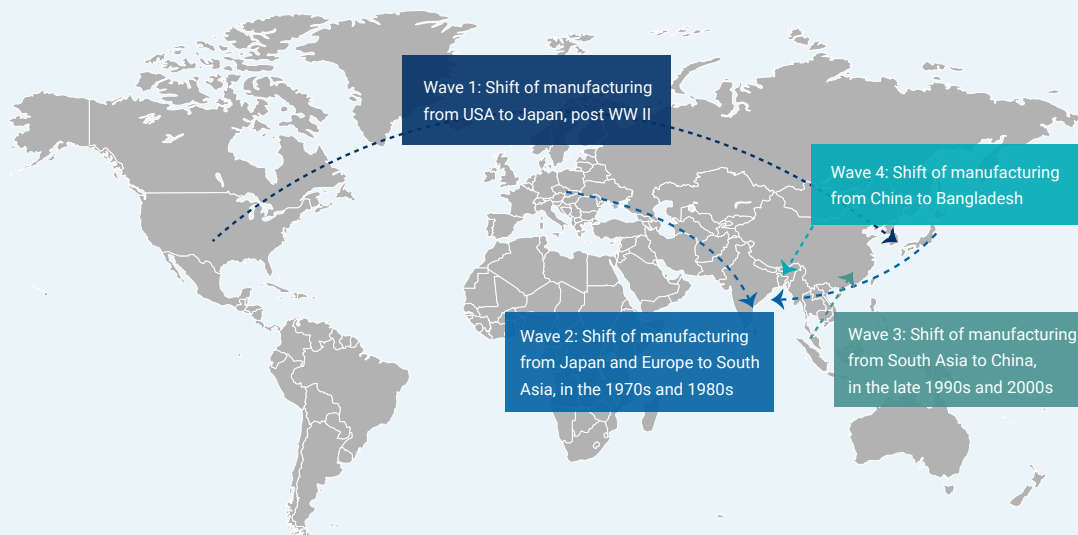 Wave 1: Shift of manufacturing
from USA to Japan, post WW II
Wave 4: Shift of manufacturing
from China to Bangladesh
Wave 2: Shift of manufacturing
from Japan and Europe to South
Asia, in the 1970s and 1980s
Wave 3: Shift of manufacturing
from South Asia to China,
in the late 1990s and 2000s